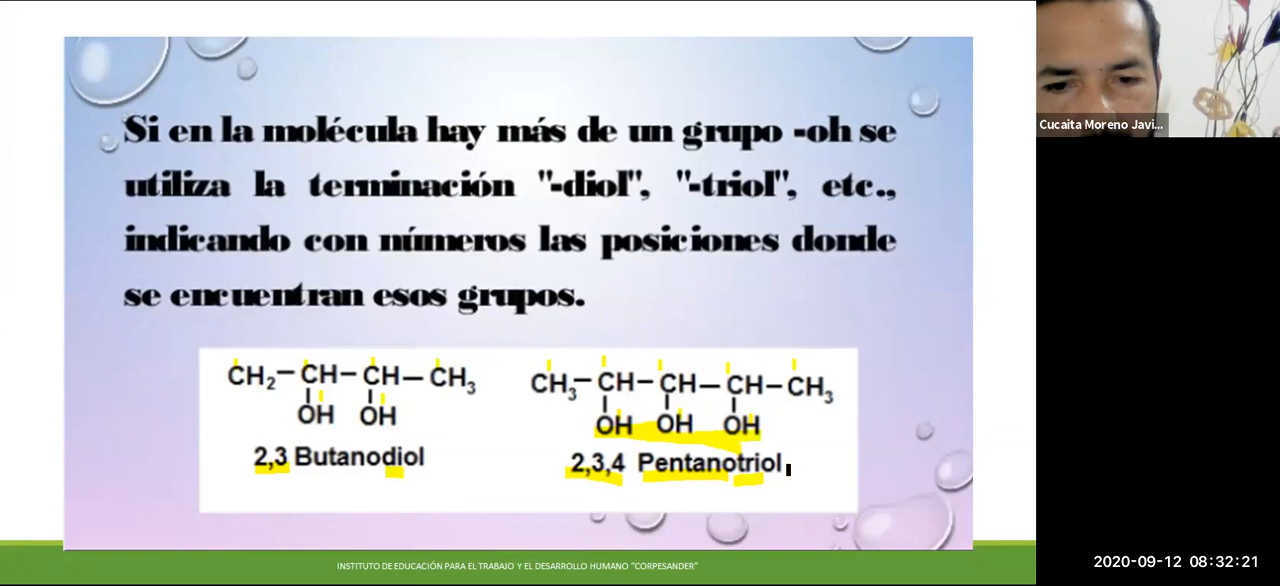 Si en la molécula hay más de un grupo -oh se
utiliza la terminación "-diol", "-triol", etc.,
indicando con números las posiciones donde
se encuentran esos grupos.
CH₂–CH–CH–CH₃
OH OH
2,3 Butanodiol
CH₃–CH–CH–CH–CH₃
OH OH OH
2,3,4 Pentanotriol
INSTITUTO DE EDUCACIÓN PARA EL TRABAJO Y EL DESARROLLO HUMANO "CORPESANDER"
Cucaita Moreno Javi...
2020-09-12 08:32:21